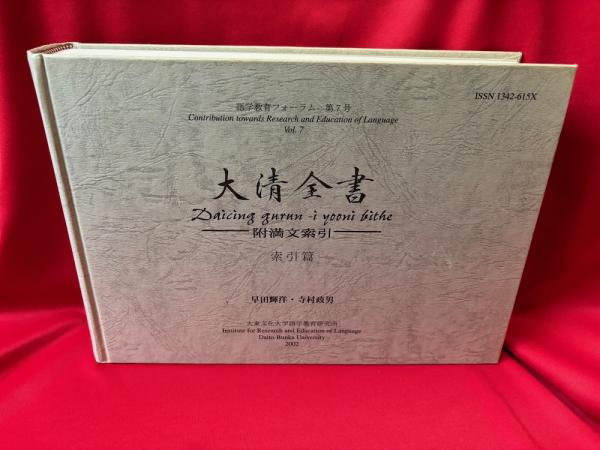 ISSN 1342-615X
語学教育フォーラム 第7号
Contribution towards Research and Education of Language
Vol. 7
大清全書
Daicing gurun -i yooni bithe
附満文索引
索引篇
早田輝洋・寺村政男
大東文化大学語学教育研究所
Institute for Research and Education of Language
Daito Bunka University
2002